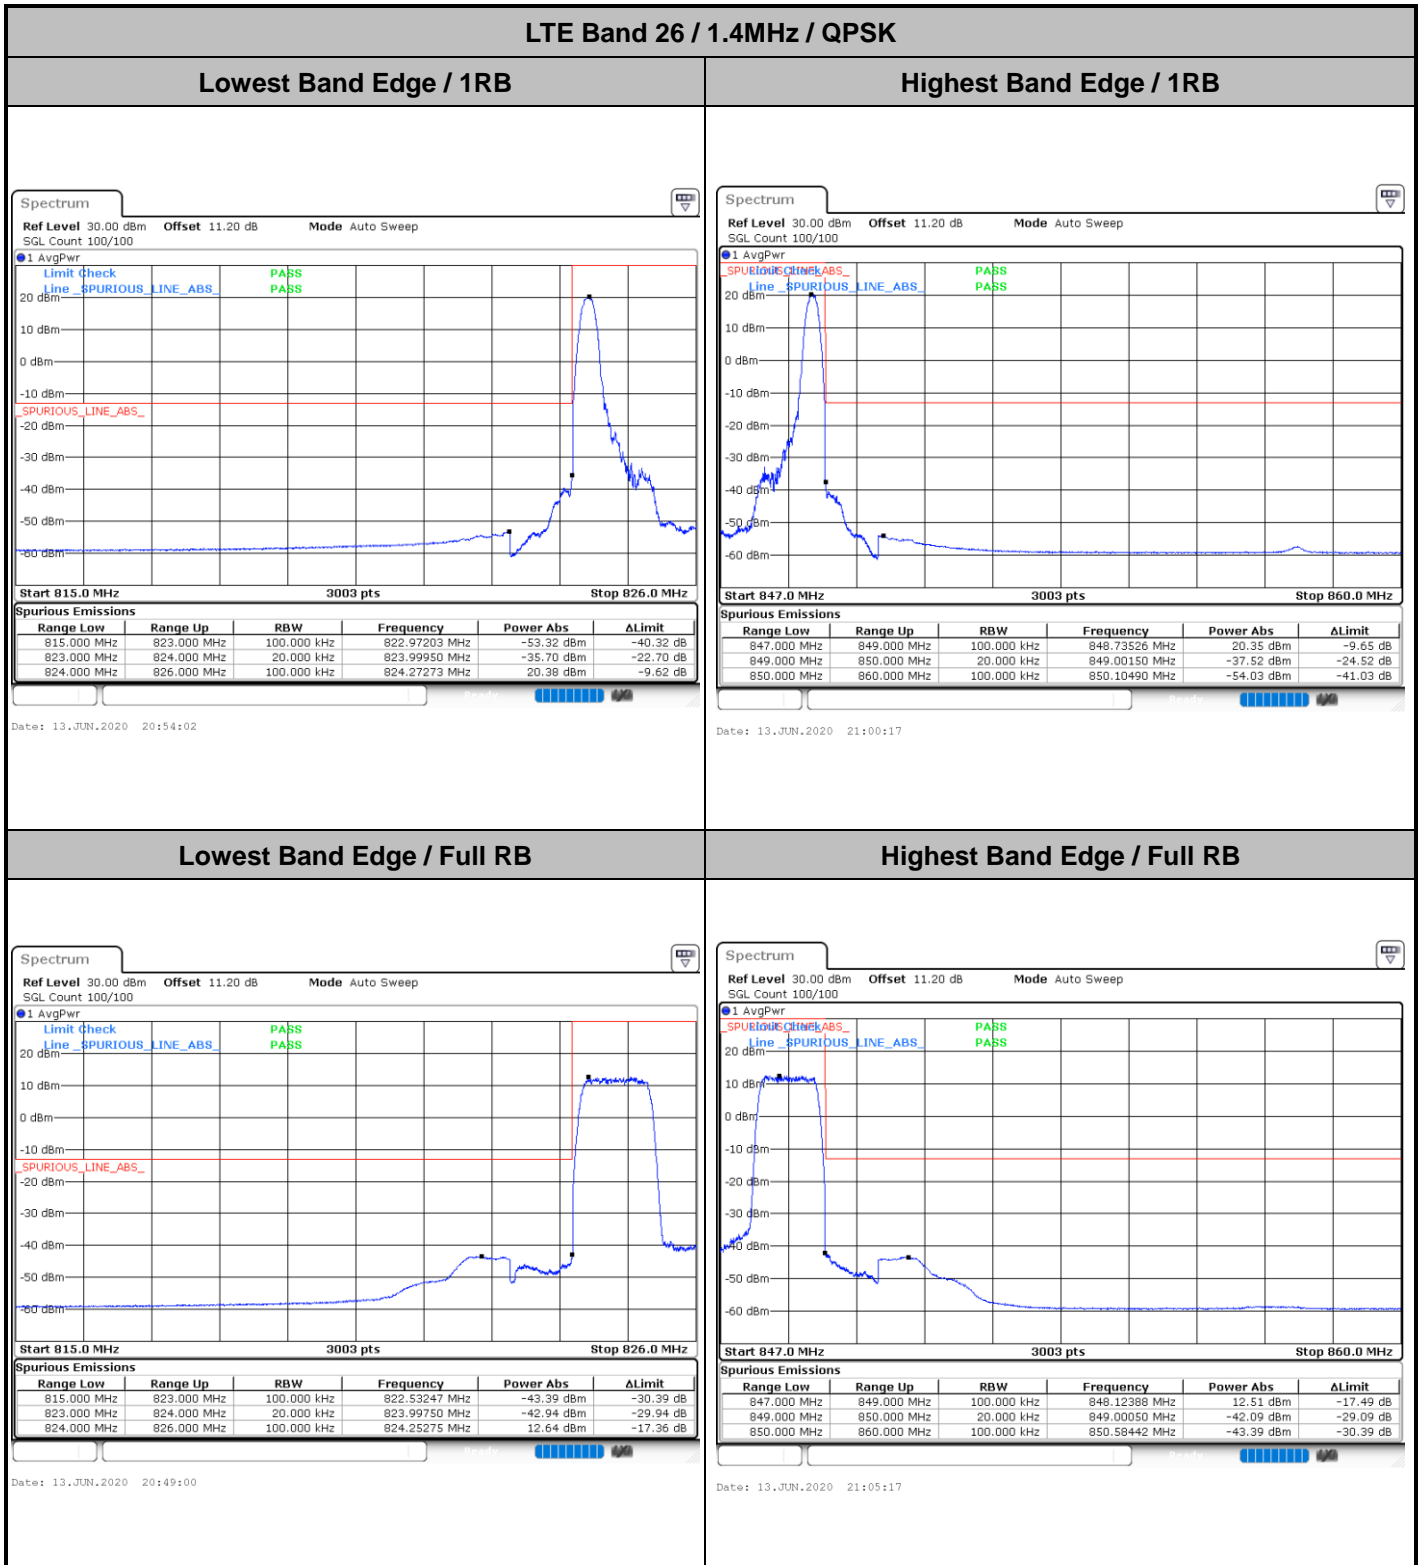 LTE Band 26 / 1.4MHz / QPSK
Lowest Band Edge / 1RB
Highest Band Edge / 1RB
Spectrum
Ref Level 30.00 dBm Offset 11.20 dB Mode Auto Sweep
SGL Count 100/100
1 AvgPwr
Limit Check PASS
Line _SPURIOUS_LINE_ABS_ PASS
20 dBm
10 dBm
0 dBm
-10 dBm
_SPURIOUS_LINE_ABS_
-20 dBm
-30 dBm
-40 dBm
-50 dBm
-60 dBm
Start 815.0 MHz 3003 pts Stop 826.0 MHz
Spurious Emissions
Range Low Range Up RBW Frequency Power Abs ΔLimit
815.000 MHz 823.000 MHz 100.000 kHz 822.97203 MHz -53.32 dBm -40.32 dB
823.000 MHz 824.000 MHz 20.000 kHz 823.99950 MHz -35.70 dBm -22.70 dB
824.000 MHz 826.000 MHz 100.000 kHz 824.27273 MHz 20.38 dBm -9.62 dB
Ready
Date: 13.JUN.2020 20:54:02
Spectrum
Ref Level 30.00 dBm Offset 11.20 dB Mode Auto Sweep
SGL Count 100/100
1 AvgPwr
_SPURIOUS_LINE_ABS_
Limit Check PASS
Line _SPURIOUS_LINE_ABS_ PASS
20 dBm
10 dBm
0 dBm
-10 dBm
-20 dBm
-30 dBm
-40 dBm
-50 dBm
-60 dBm
Start 847.0 MHz 3003 pts Stop 860.0 MHz
Spurious Emissions
Range Low Range Up RBW Frequency Power Abs ΔLimit
847.000 MHz 849.000 MHz 100.000 kHz 848.73526 MHz 20.35 dBm -9.65 dB
849.000 MHz 850.000 MHz 20.000 kHz 849.00150 MHz -37.52 dBm -24.52 dB
850.000 MHz 860.000 MHz 100.000 kHz 850.10490 MHz -54.03 dBm -41.03 dB
Ready
Date: 13.JUN.2020 21:00:17
Lowest Band Edge / Full RB
Highest Band Edge / Full RB
Spectrum
Ref Level 30.00 dBm Offset 11.20 dB Mode Auto Sweep
SGL Count 100/100
1 AvgPwr
Limit Check PASS
Line _SPURIOUS_LINE_ABS_ PASS
20 dBm
10 dBm
0 dBm
-10 dBm
_SPURIOUS_LINE_ABS_
-20 dBm
-30 dBm
-40 dBm
-50 dBm
-60 dBm
Start 815.0 MHz 3003 pts Stop 826.0 MHz
Spurious Emissions
Range Low Range Up RBW Frequency Power Abs ΔLimit
815.000 MHz 823.000 MHz 100.000 kHz 822.53247 MHz -43.39 dBm -30.39 dB
823.000 MHz 824.000 MHz 20.000 kHz 823.99750 MHz -42.94 dBm -29.94 dB
824.000 MHz 826.000 MHz 100.000 kHz 824.25275 MHz 12.64 dBm -17.36 dB
Ready
Date: 13.JUN.2020 20:49:00
Spectrum
Ref Level 30.00 dBm Offset 11.20 dB Mode Auto Sweep
SGL Count 100/100
1 AvgPwr
_SPURIOUS_LINE_ABS_
Limit Check PASS
Line _SPURIOUS_LINE_ABS_ PASS
20 dBm
10 dBm
0 dBm
-10 dBm
-20 dBm
-30 dBm
-40 dBm
-50 dBm
-60 dBm
Start 847.0 MHz 3003 pts Stop 860.0 MHz
Spurious Emissions
Range Low Range Up RBW Frequency Power Abs ΔLimit
847.000 MHz 849.000 MHz 100.000 kHz 848.12388 MHz 12.51 dBm -17.49 dB
849.000 MHz 850.000 MHz 20.000 kHz 849.00050 MHz -42.09 dBm -29.09 dB
850.000 MHz 860.000 MHz 100.000 kHz 850.58442 MHz -43.39 dBm -30.39 dB
Ready
Date: 13.JUN.2020 21:05:17